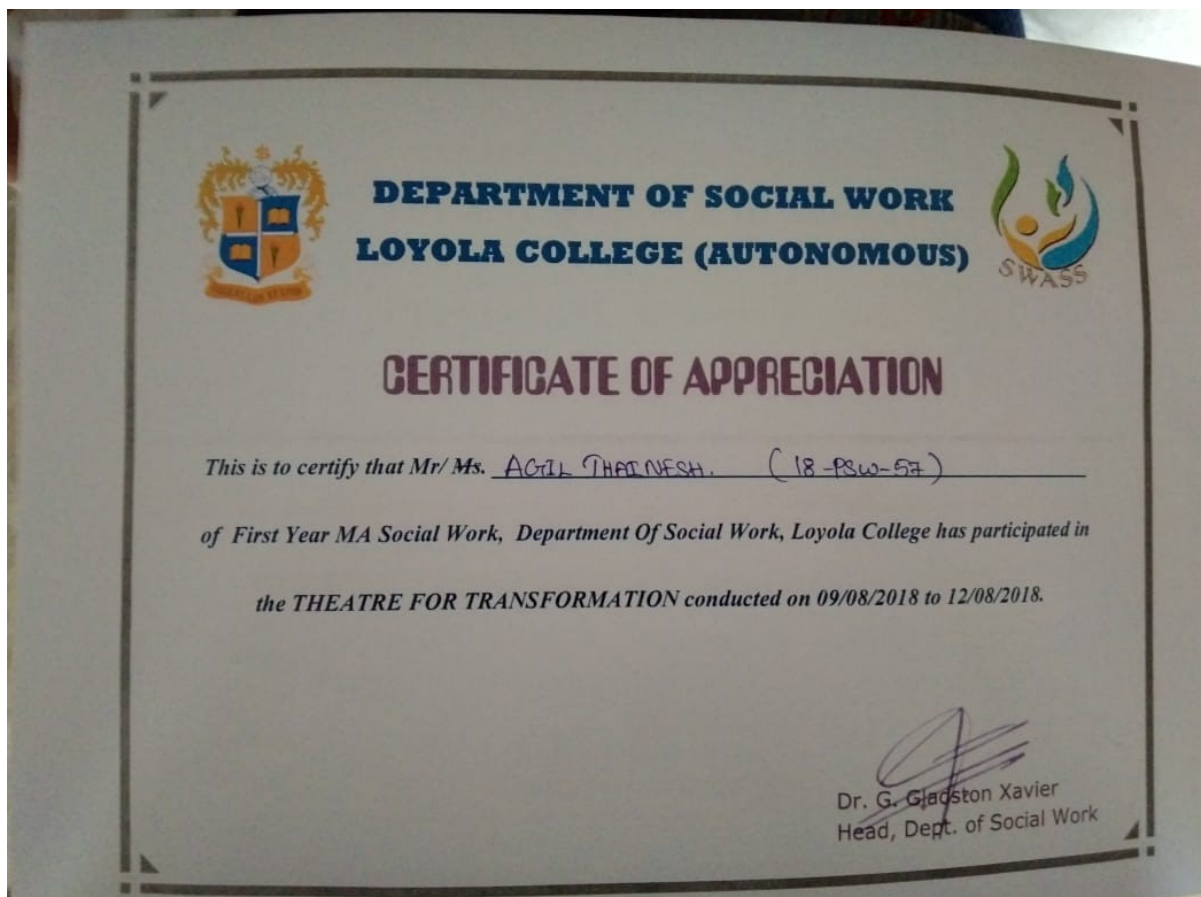 DEPARTMENT OF SOCIAL WORK
LOYOLA COLLEGE (AUTONOMOUS)
SWASS
CERTIFICATE OF APPRECIATION
This is to certify that Mr/ Ms. AGIL THAINESH. (18-PSW-57)
of First Year MA Social Work, Department Of Social Work, Loyola College has participated in
the THEATRE FOR TRANSFORMATION conducted on 09/08/2018 to 12/08/2018.
Dr. G. Gladston Xavier
Head, Dept. of Social Work